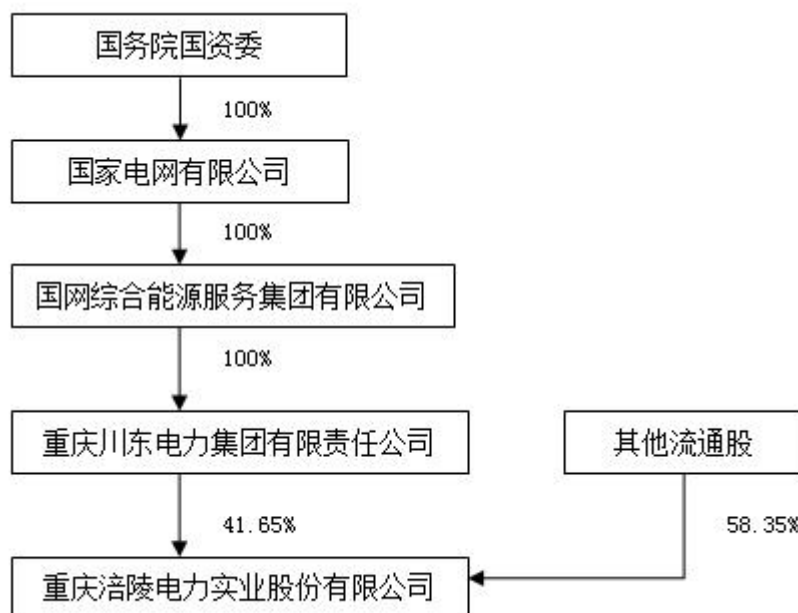 国务院国资委
100%
国家电网有限公司
100%
国网综合能源服务集团有限公司
100%
重庆川东电力集团有限责任公司
其他流通股
41.65%
58.35%
重庆涪陵电力实业股份有限公司